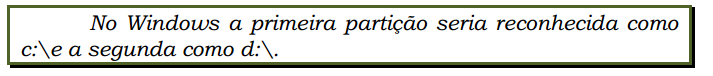 No Windows a primeira partição seria reconhecida como
c:\e a segunda como d:\.